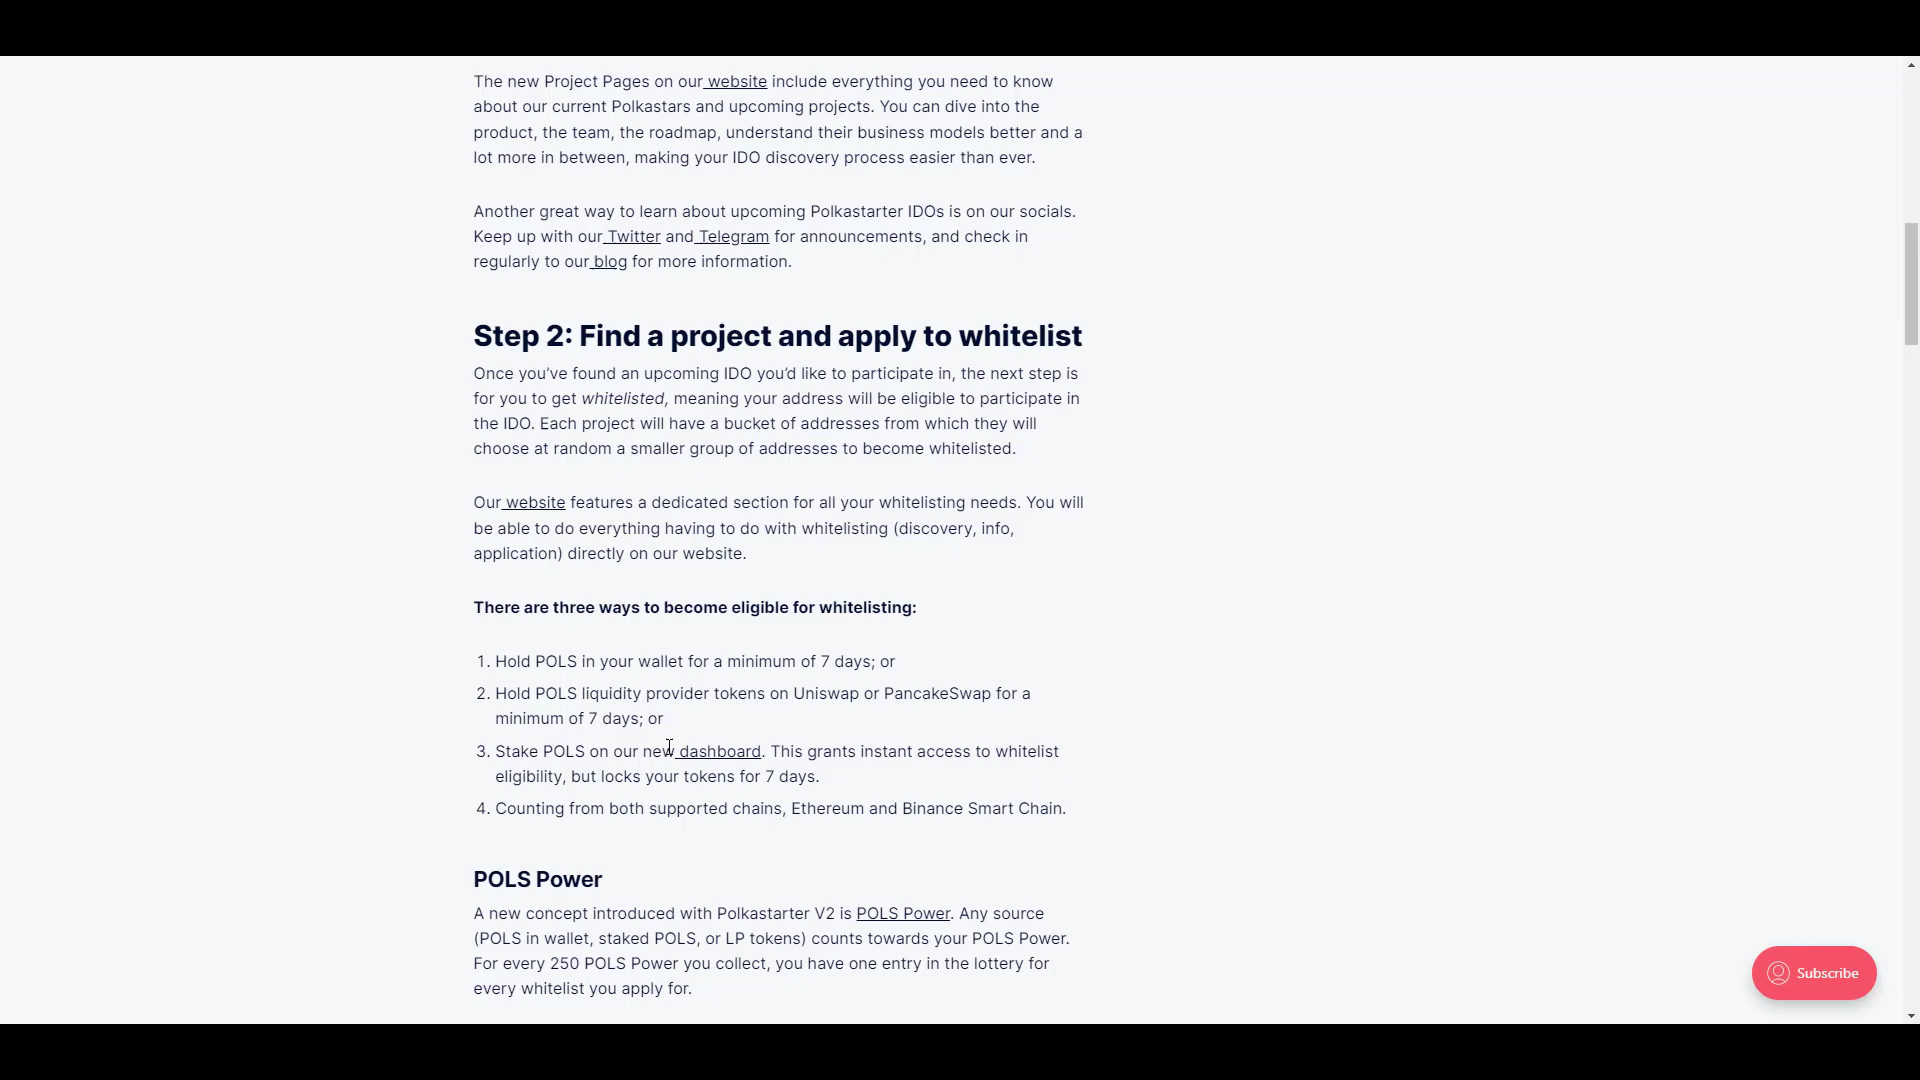 The new Project Pages on our website include everything you need to know
about our current Polkastars and upcoming projects. You can dive into the
product, the team, the roadmap, understand their business models better and a
lot more in between, making your IDO discovery process easier than ever.
Another great way to learn about upcoming Polkastarter IDOs is on our socials.
Keep up with our Twitter and Telegram for announcements, and check in
regularly to our blog for more information.
Step 2: Find a project and apply to whitelist
Once you’ve found an upcoming IDO you’d like to participate in, the next step is
for you to get whitelisted, meaning your address will be eligible to participate in
the IDO. Each project will have a bucket of addresses from which they will
choose at random a smaller group of addresses to become whitelisted.
Our website features a dedicated section for all your whitelisting needs. You will
be able to do everything having to do with whitelisting (discovery, info,
application) directly on our website.
There are three ways to become eligible for whitelisting:
1. Hold POLS in your wallet for a minimum of 7 days; or
2. Hold POLS liquidity provider tokens on Uniswap or PancakeSwap for a
minimum of 7 days; or
3. Stake POLS on our new dashboard. This grants instant access to whitelist
eligibility, but locks your tokens for 7 days.
4. Counting from both supported chains, Ethereum and Binance Smart Chain.
POLS Power
A new concept introduced with Polkastarter V2 is POLS Power. Any source
(POLS in wallet, staked POLS, or LP tokens) counts towards your POLS Power.
For every 250 POLS Power you collect, you have one entry in the lottery for
every whitelist you apply for.
Subscribe